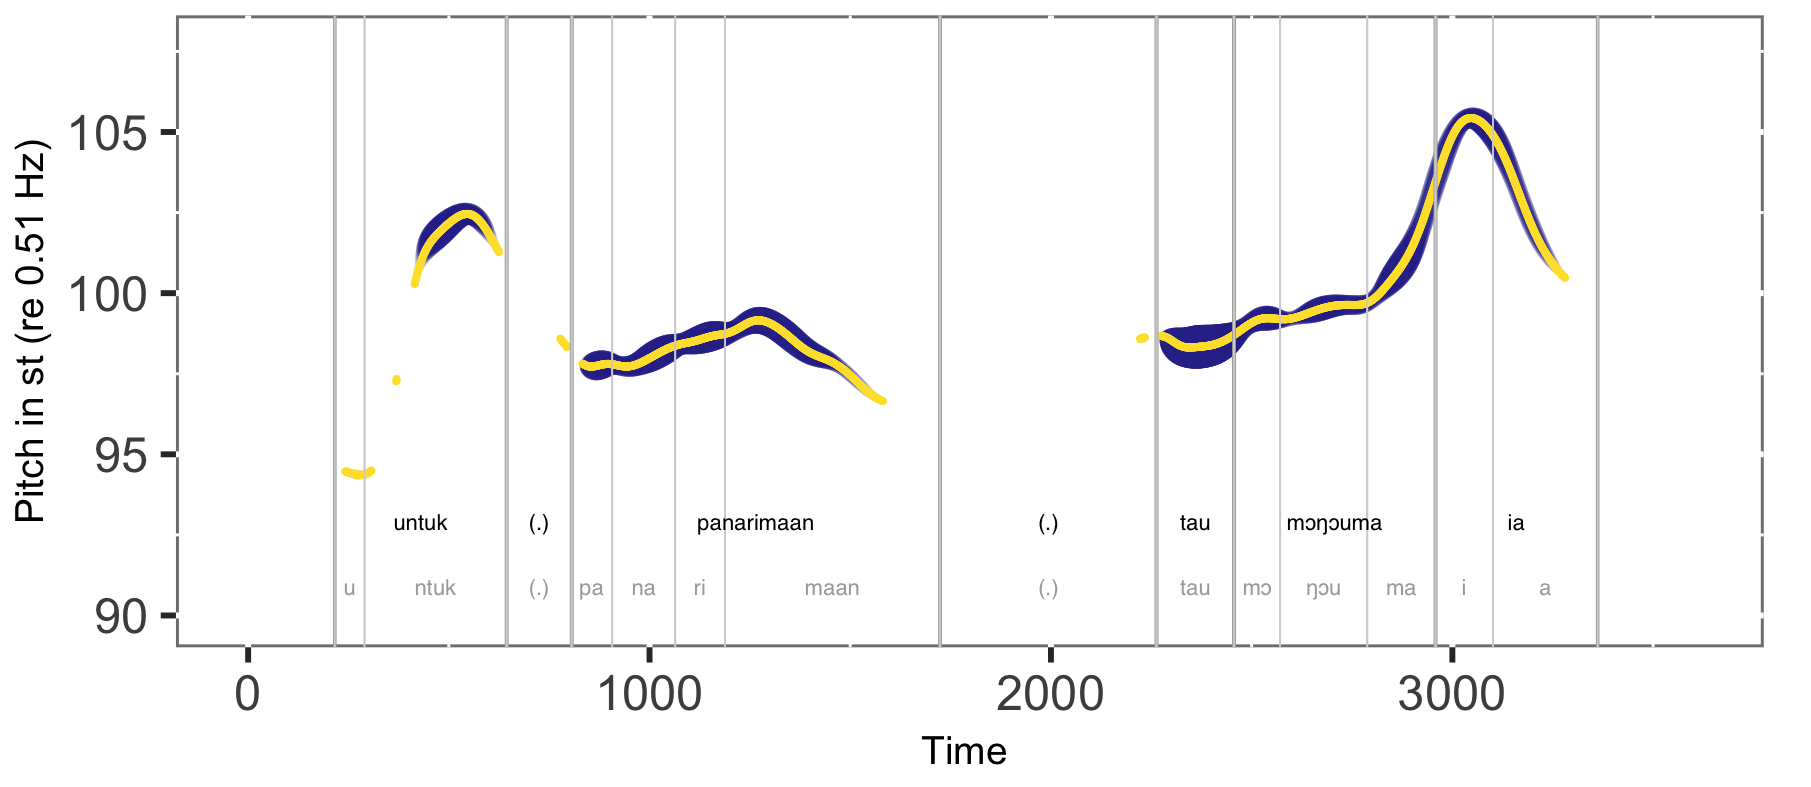 105
100
95
90
Pitch in st (re 0.51 Hz)
untuk (.) panarimaan (.) tau mɔŋɔuma ia
u ntuk (.) pa na ri maan (.) tau mɔ ŋɔu ma i a
0 1000 2000 3000
Time